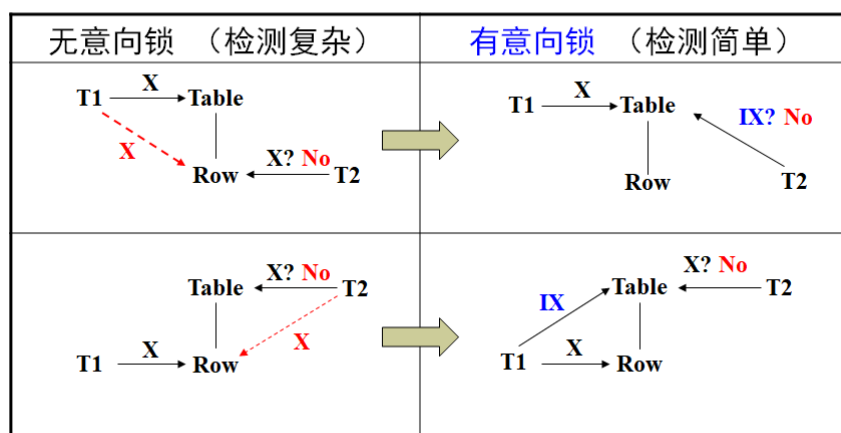 无意向锁 （检测复杂）
有意向锁 （检测简单）
T1 X Table
X
Row X? No T2
T1 X Table
IX? No
Row T2
Table X? No T2
X
T1 X Row
X? No
Table T2
IX
T1 X Row